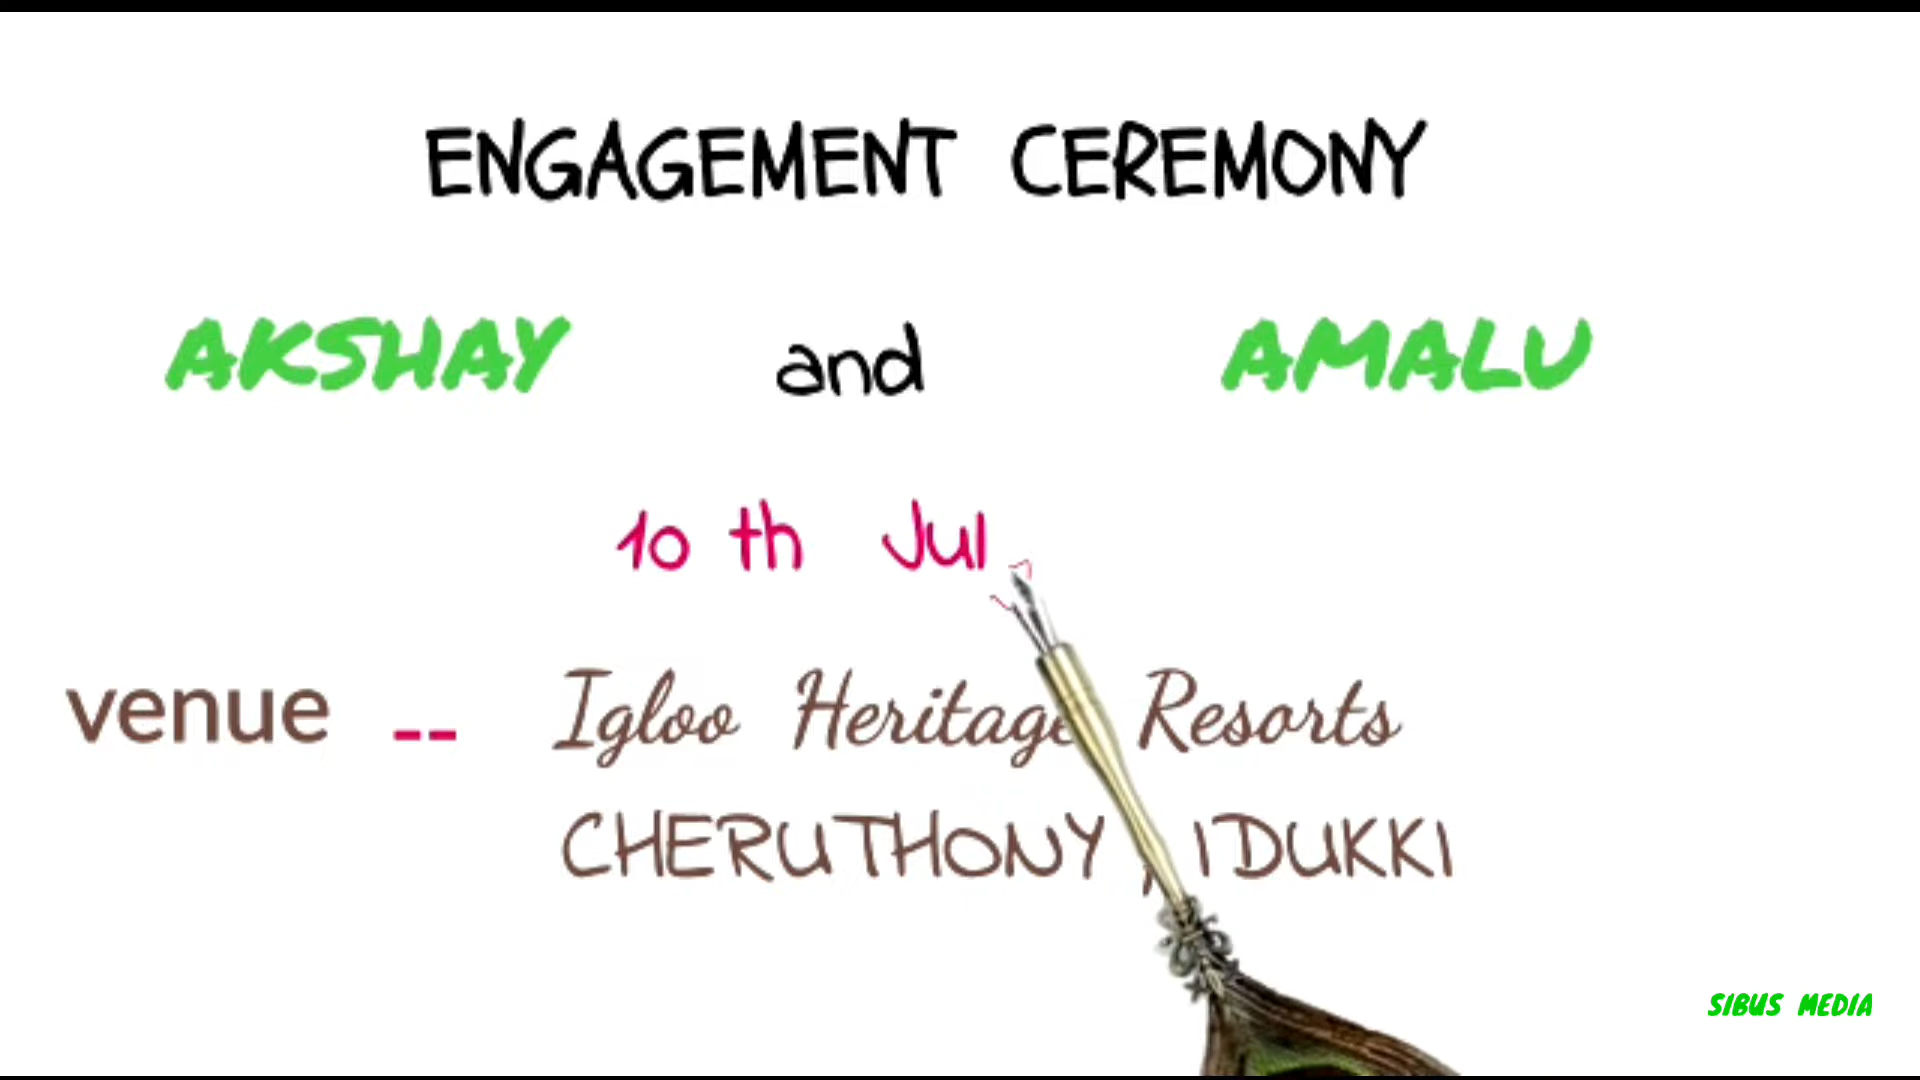 ENGAGEMENT CEREMONY
AKSHAY and AMALU
10 th Jul
venue -- Igloo Heritage Resorts
CHERUTHONY, IDUKKI
SIBUS MEDIA